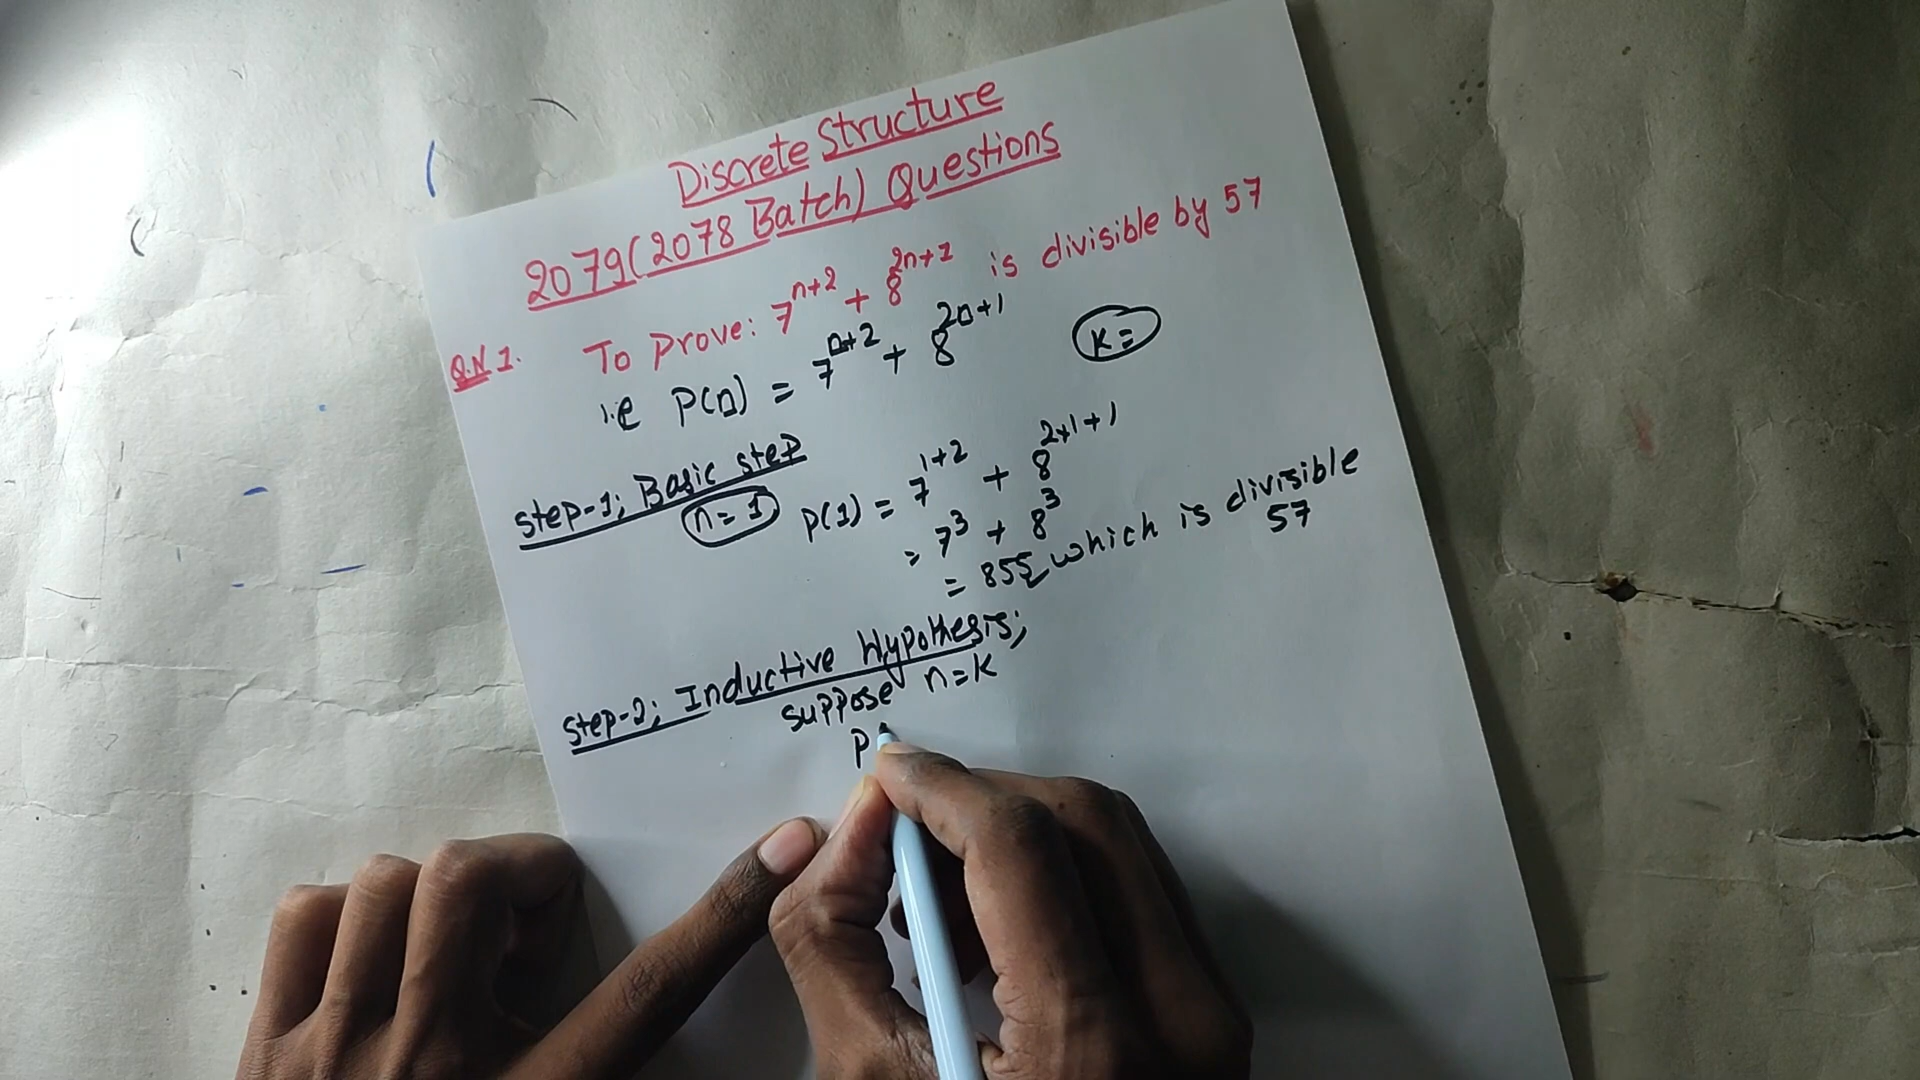 Discrete Structure
2079(2078 Batch) Questions
Q.N 1. To prove: 7^{n+2} + 8^{2n+1} is divisible by 57
i.e P(n) = 7^{n+2} + 8^{2n+1}
K=
Step-1; Basic step
n=1 P(1) = 7^{1+2} + 8^{2*1+1}
= 7^3 + 8^3
= 855 which is divisible
57
Step-2; Inductive Hypothesis;
suppose n=k
P